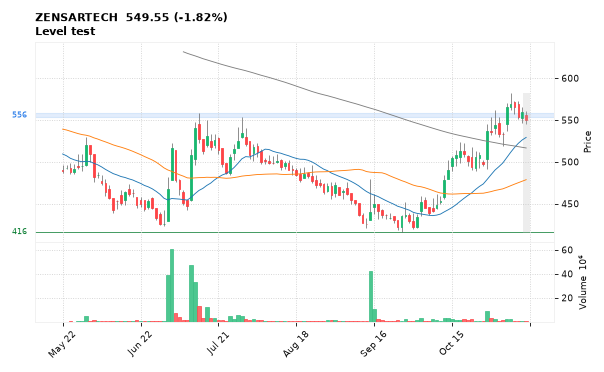 ZENSARTECH 549.55 (-1.82%)
Level test
600
556
550
500
450
416
Price
60
40
20
Volume 10⁴
May 22
Jun 22
Jul 21
Aug 18
Sep 16
Oct 15